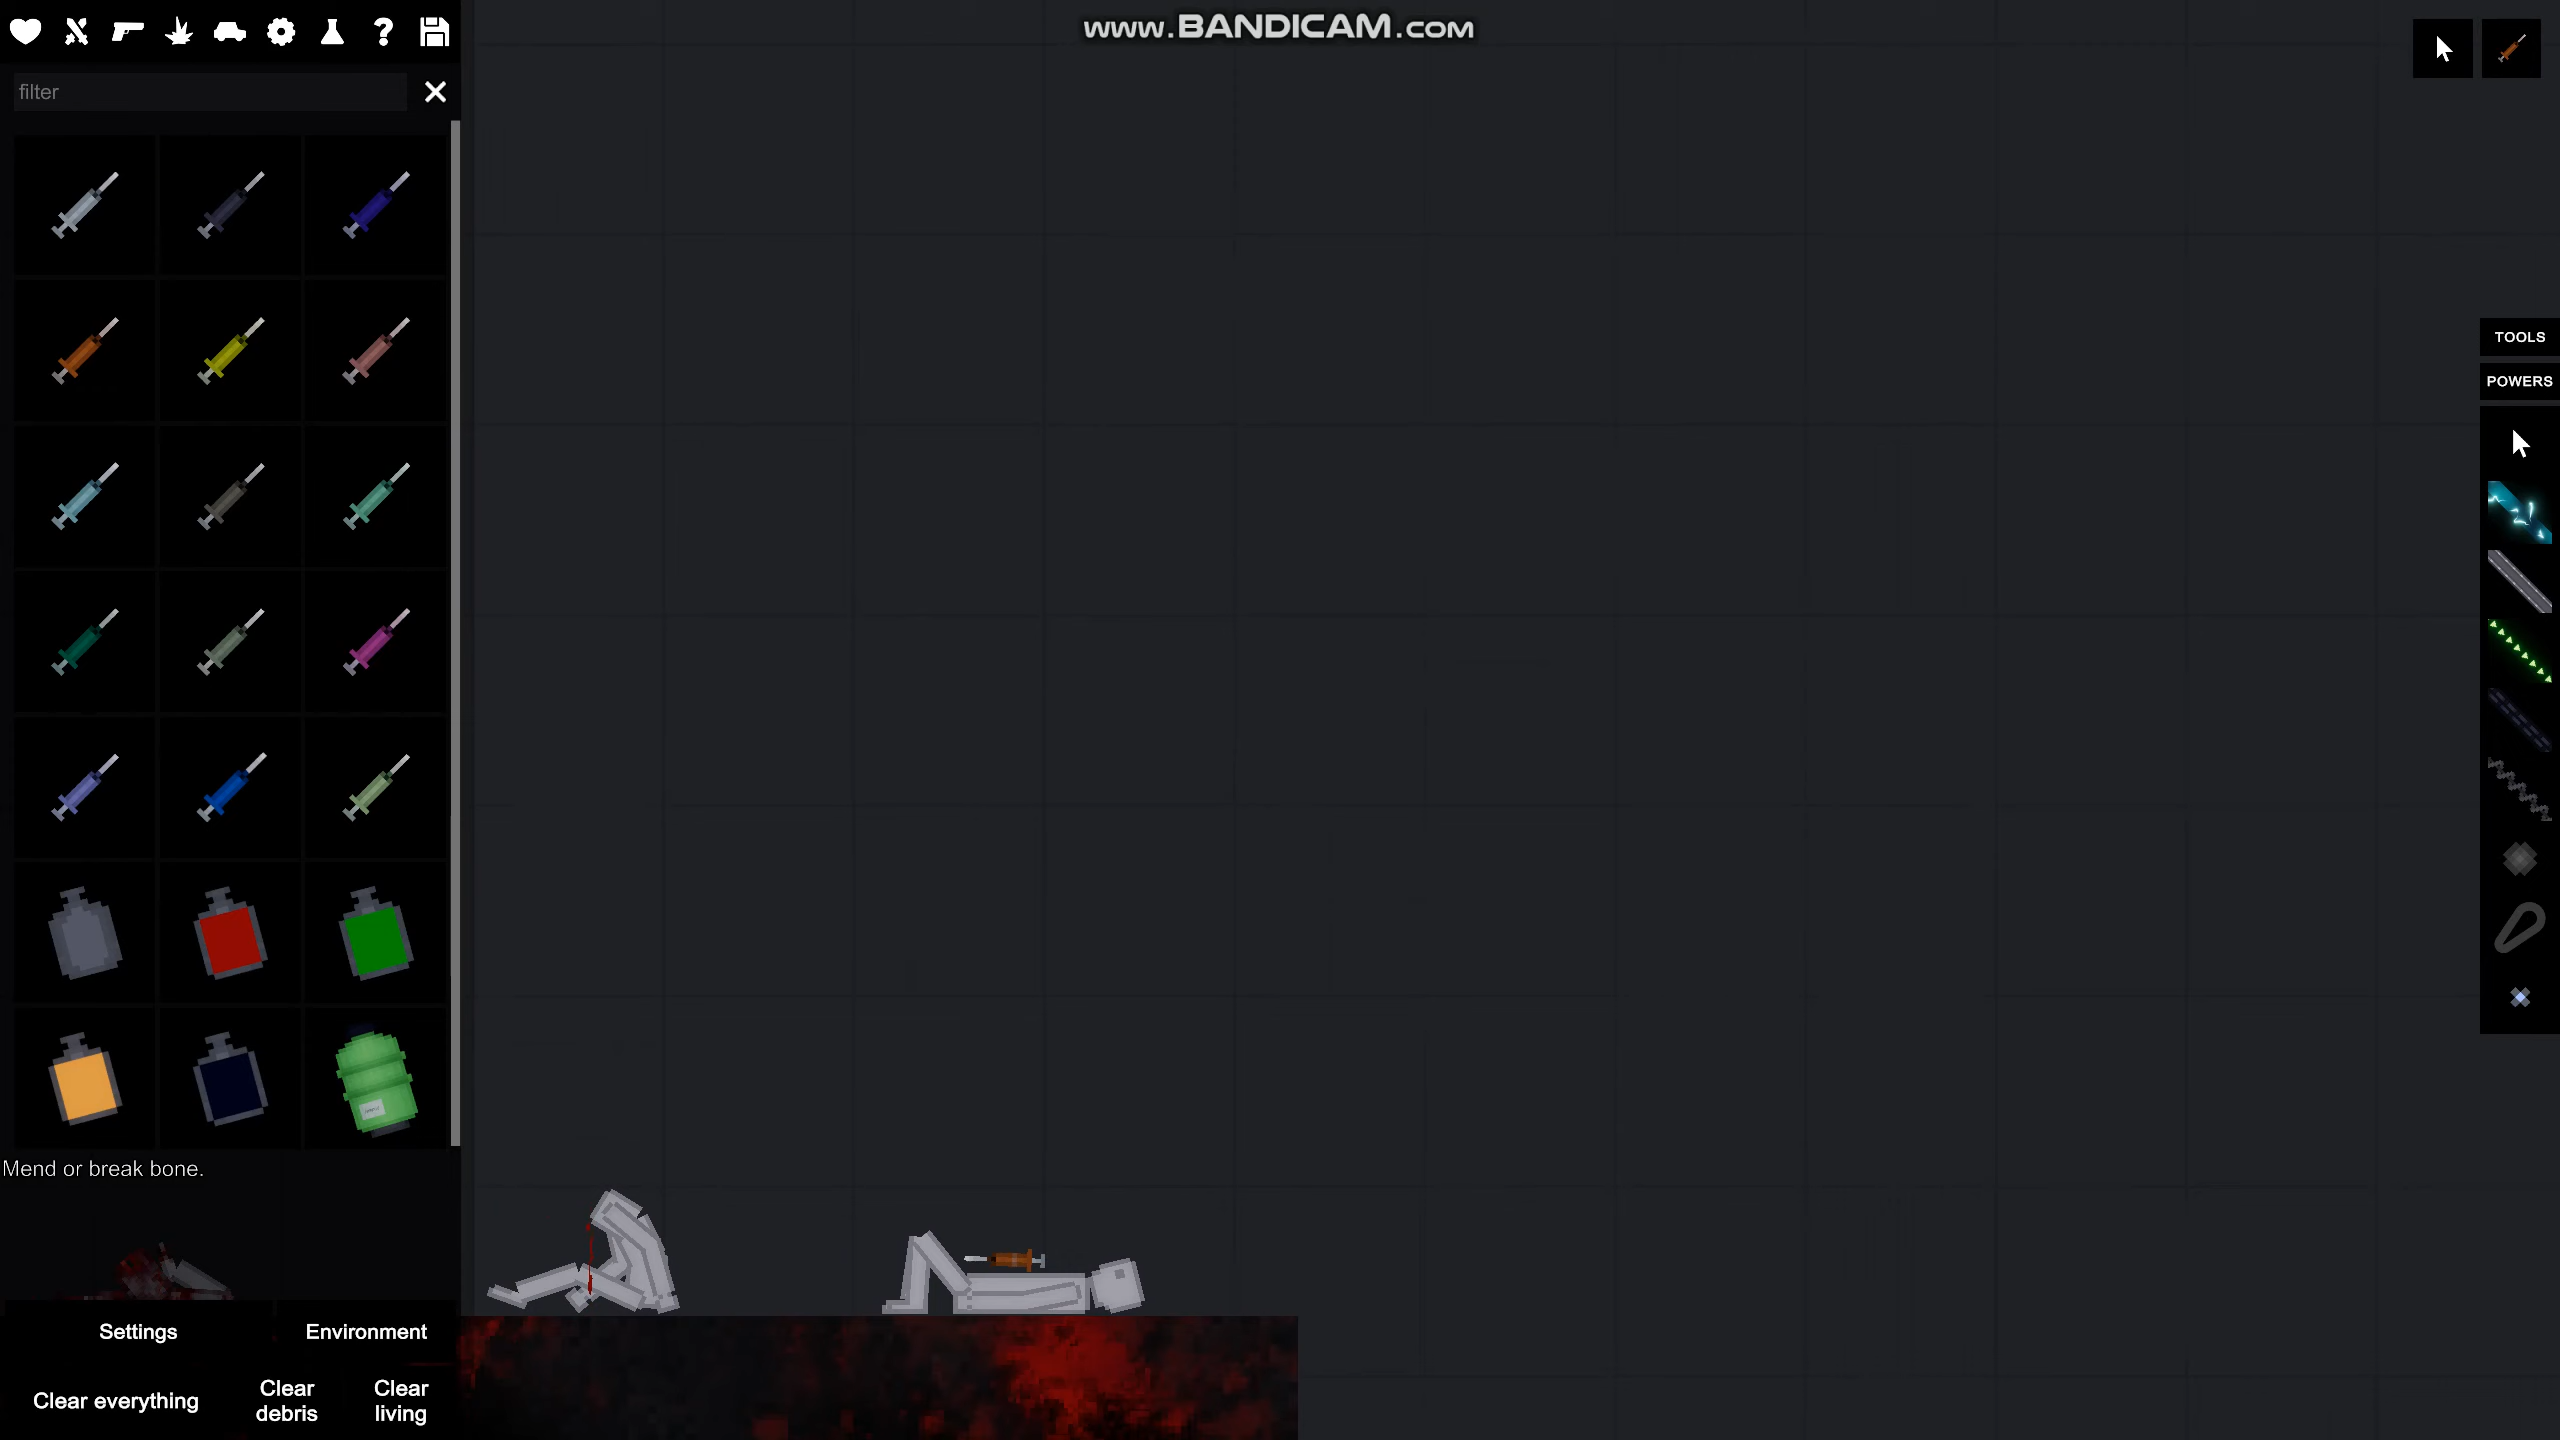 www.BANDICAM.com
filter
TOOLS
POWERS
Mend or break bone.
Settings
Environment
Clear everything
Clear
debris
Clear
living